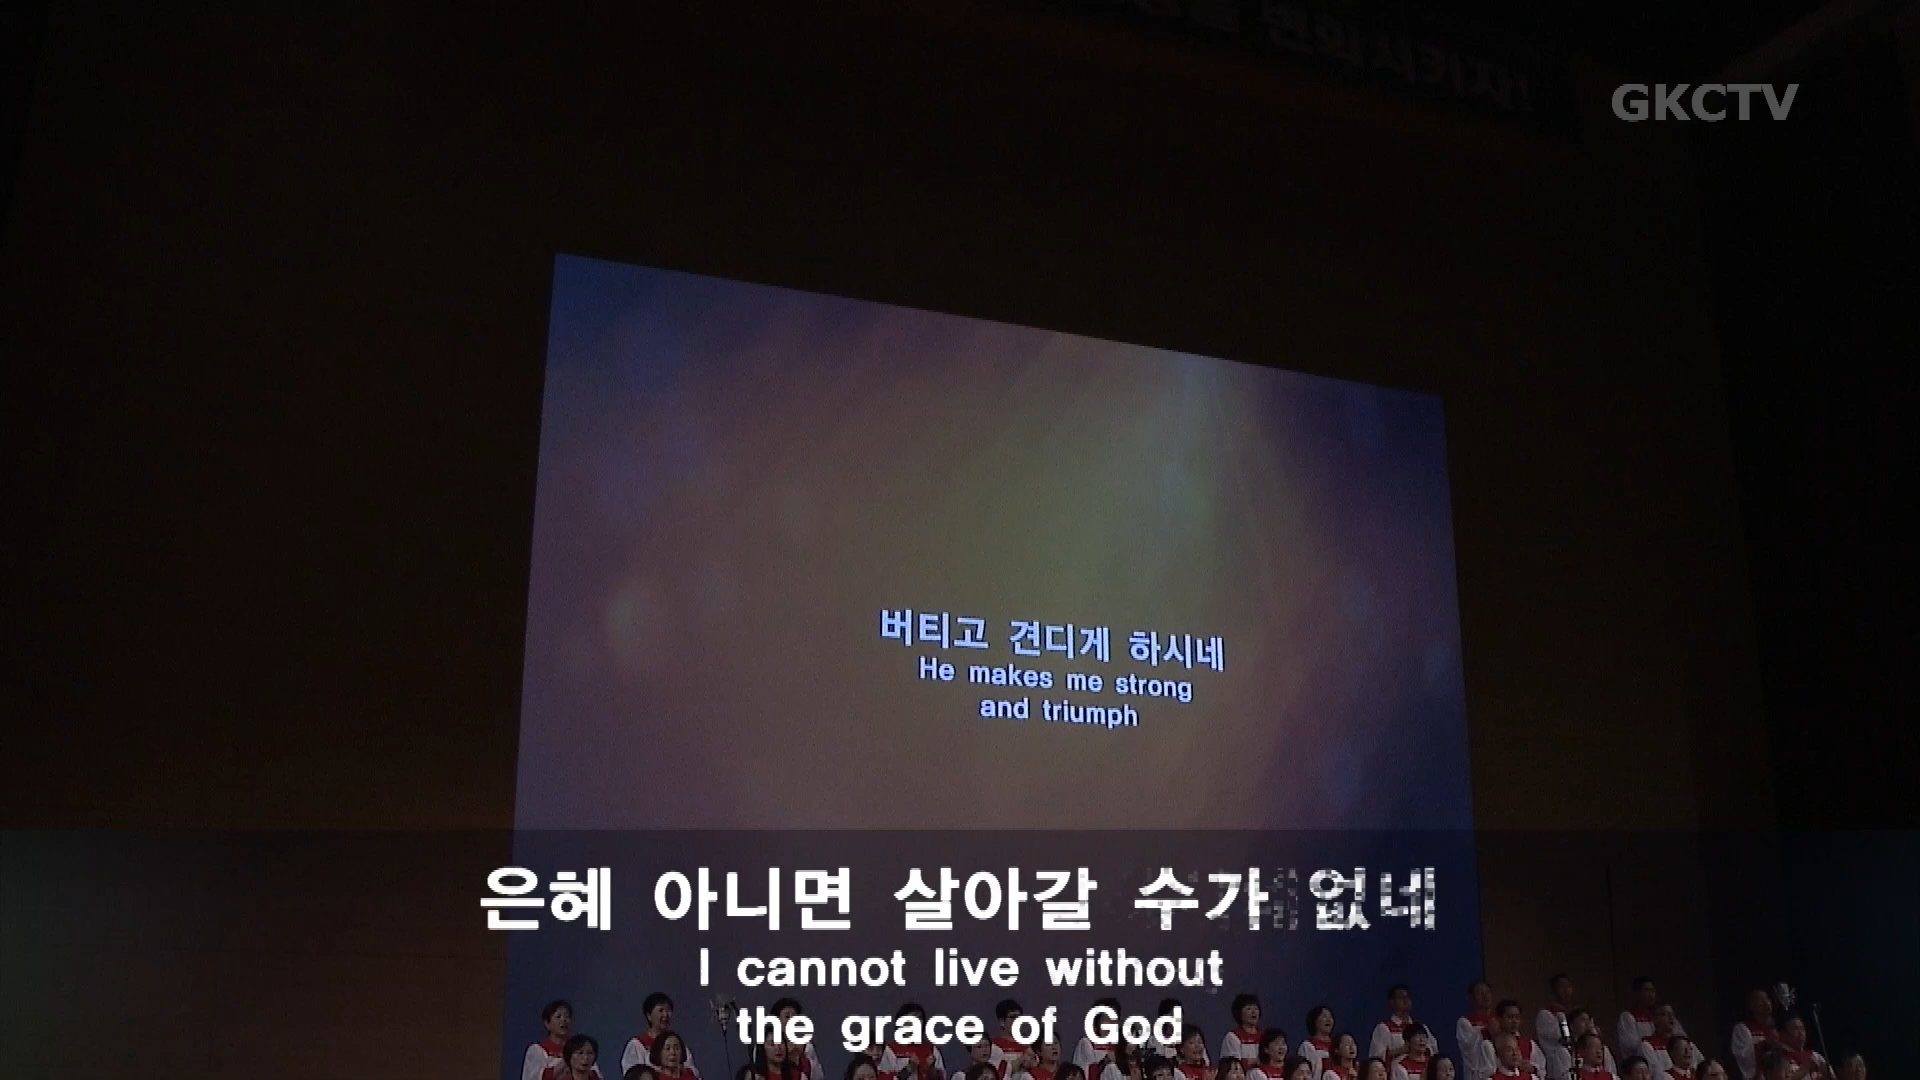 GKCTV
버티고 견디게 하시네
He makes me strong
and triumph
은혜 아니면 살아갈 수가 없네
I cannot live without
the grace of God